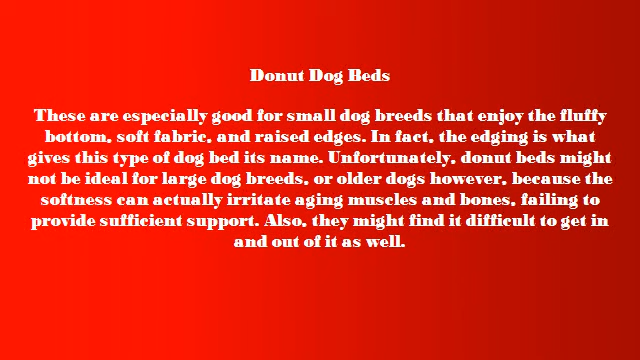 Donut Dog Beds
These are especially good for small dog breeds that enjoy the fluffy
bottom, soft fabric, and raised edges. In fact, the edging is what
gives this type of dog bed its name. Unfortunately, donut beds might
not be ideal for large dog breeds, or older dogs however, because the
softness can actually irritate aging muscles and bones, failing to
provide sufficient support. Also, they might find it difficult to get in
and out of it as well.